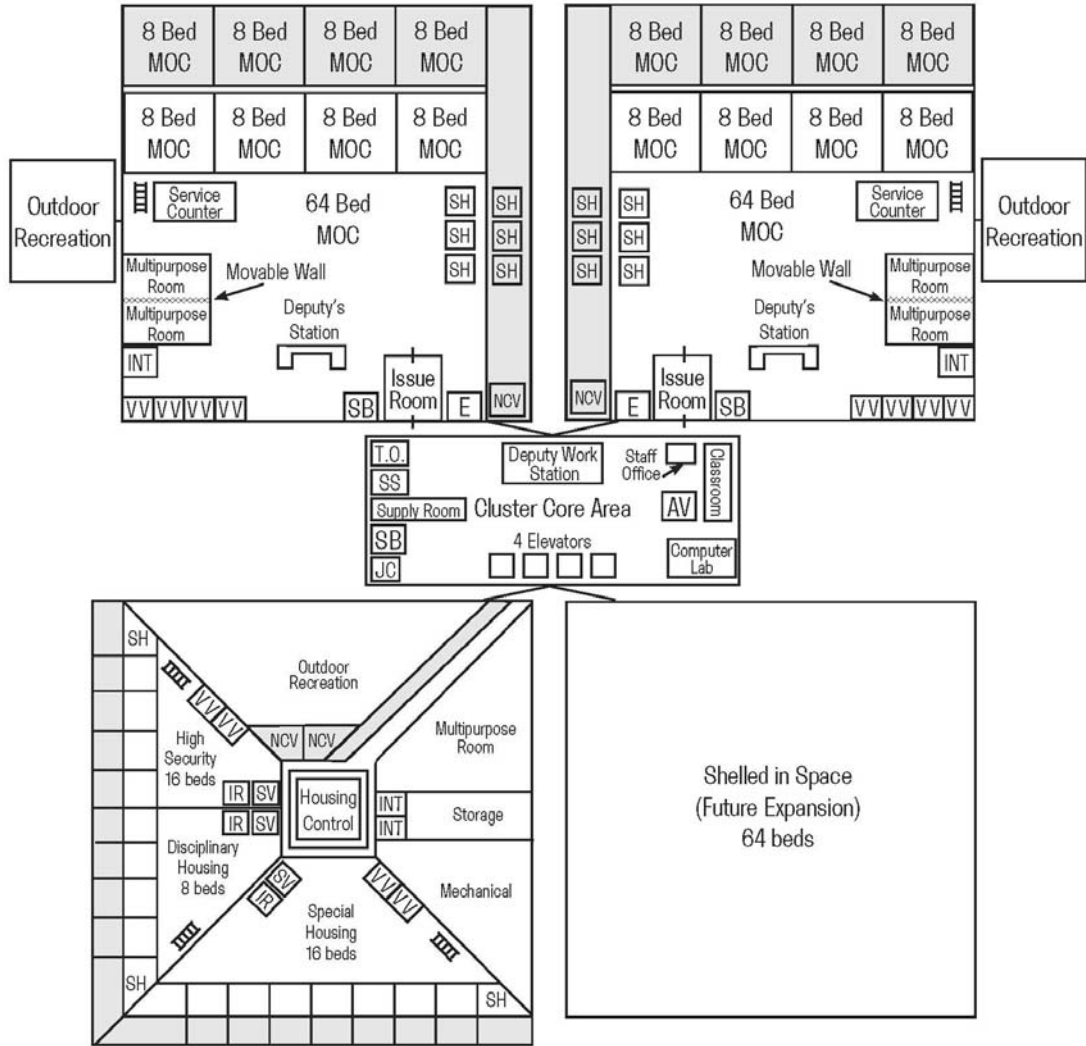 8 Bed MOC
8 Bed MOC
8 Bed MOC
8 Bed MOC
8 Bed MOC
8 Bed MOC
8 Bed MOC
8 Bed MOC
Outdoor
Recreation
Service
Counter
64 Bed
MOC
SH
SH
SH
SH
SH
SH
Multipurpose
Room
Multipurpose
Room
Movable Wall
Deputy's
Station
INT
VV
VV
VV
VV
SB
Issue
Room
E
NCV
8 Bed MOC
8 Bed MOC
8 Bed MOC
8 Bed MOC
8 Bed MOC
8 Bed MOC
8 Bed MOC
8 Bed MOC
SH
SH
SH
SH
SH
SH
64 Bed
MOC
Service
Counter
Outdoor
Recreation
Movable Wall
Multipurpose
Room
Multipurpose
Room
Deputy's
Station
INT
NCV
E
Issue
Room
SB
VV
VV
VV
VV
T.O.
SS
Supply Room
SB
JC
Deputy Work
Station
Cluster Core Area
4 Elevators
Staff
Office
AV
Classroom
Computer
Lab
SH
Outdoor
Recreation
VV
VV
NCV
NCV
High
Security
16 beds
IR
SV
IR
SV
Housing
Control
INT
INT
Multipurpose
Room
Storage
Mechanical
Disciplinary
Housing
8 beds
SV
IR
VV
VV
Special
Housing
16 beds
SH
SH
Shelled in Space
(Future Expansion)
64 beds